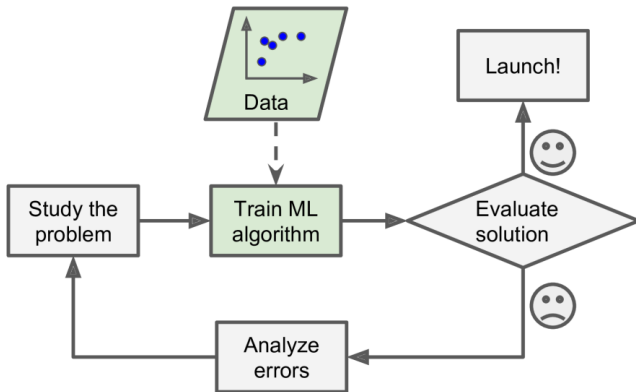 Data
Launch!
Study the
problem
Train ML
algorithm
Evaluate
solution
Analyze
errors